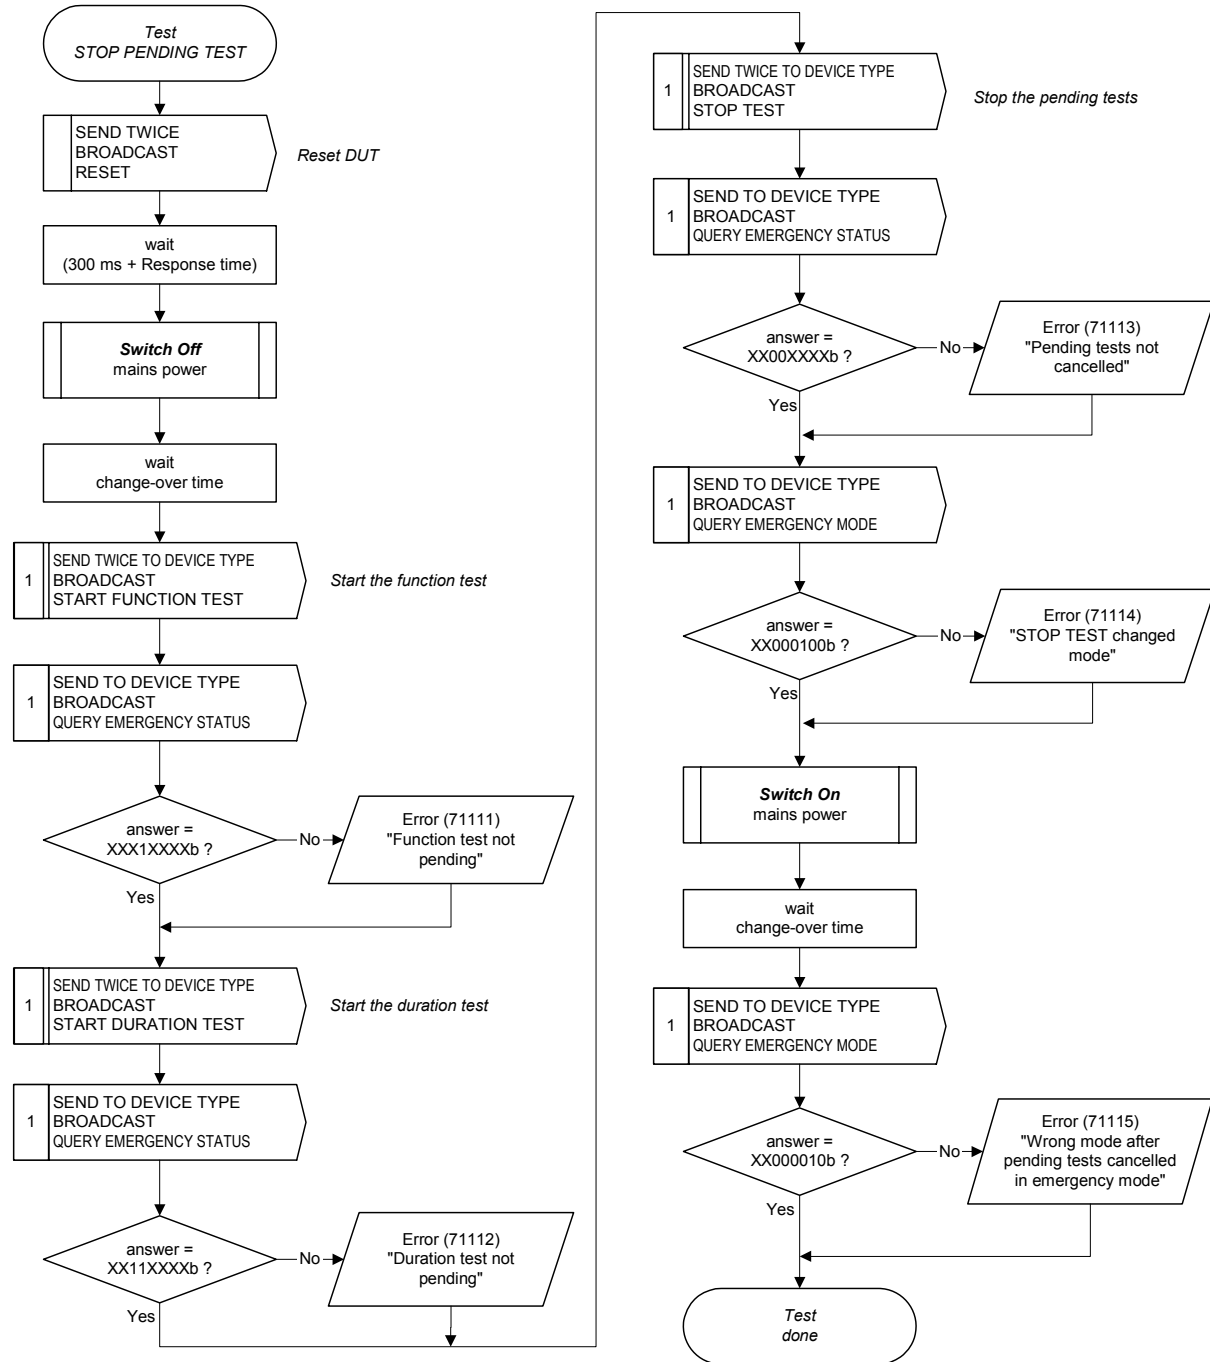 Test
STOP PENDING TEST
SEND TWICE
BROADCAST
RESET
Reset DUT
wait
(300 ms + Response time)
Switch Off
mains power
wait
change-over time
1
SEND TWICE TO DEVICE TYPE
BROADCAST
START FUNCTION TEST
Start the function test
1
SEND TO DEVICE TYPE
BROADCAST
QUERY EMERGENCY STATUS
answer =
XXX1XXXXb ?
No
Error (71111)
"Function test not
pending"
Yes
1
SEND TWICE TO DEVICE TYPE
BROADCAST
START DURATION TEST
Start the duration test
1
SEND TO DEVICE TYPE
BROADCAST
QUERY EMERGENCY STATUS
answer =
XX11XXXXb ?
No
Error (71112)
"Duration test not
pending"
Yes
1
SEND TWICE TO DEVICE TYPE
BROADCAST
STOP TEST
Stop the pending tests
1
SEND TO DEVICE TYPE
BROADCAST
QUERY EMERGENCY STATUS
answer =
XX00XXXXb ?
No
Error (71113)
"Pending tests not
cancelled"
Yes
1
SEND TO DEVICE TYPE
BROADCAST
QUERY EMERGENCY MODE
answer =
XX000100b ?
No
Error (71114)
"STOP TEST changed
mode"
Yes
Switch On
mains power
wait
change-over time
1
SEND TO DEVICE TYPE
BROADCAST
QUERY EMERGENCY MODE
answer =
XX000010b ?
No
Error (71115)
"Wrong mode after
pending tests cancelled
in emergency mode"
Yes
Test
done